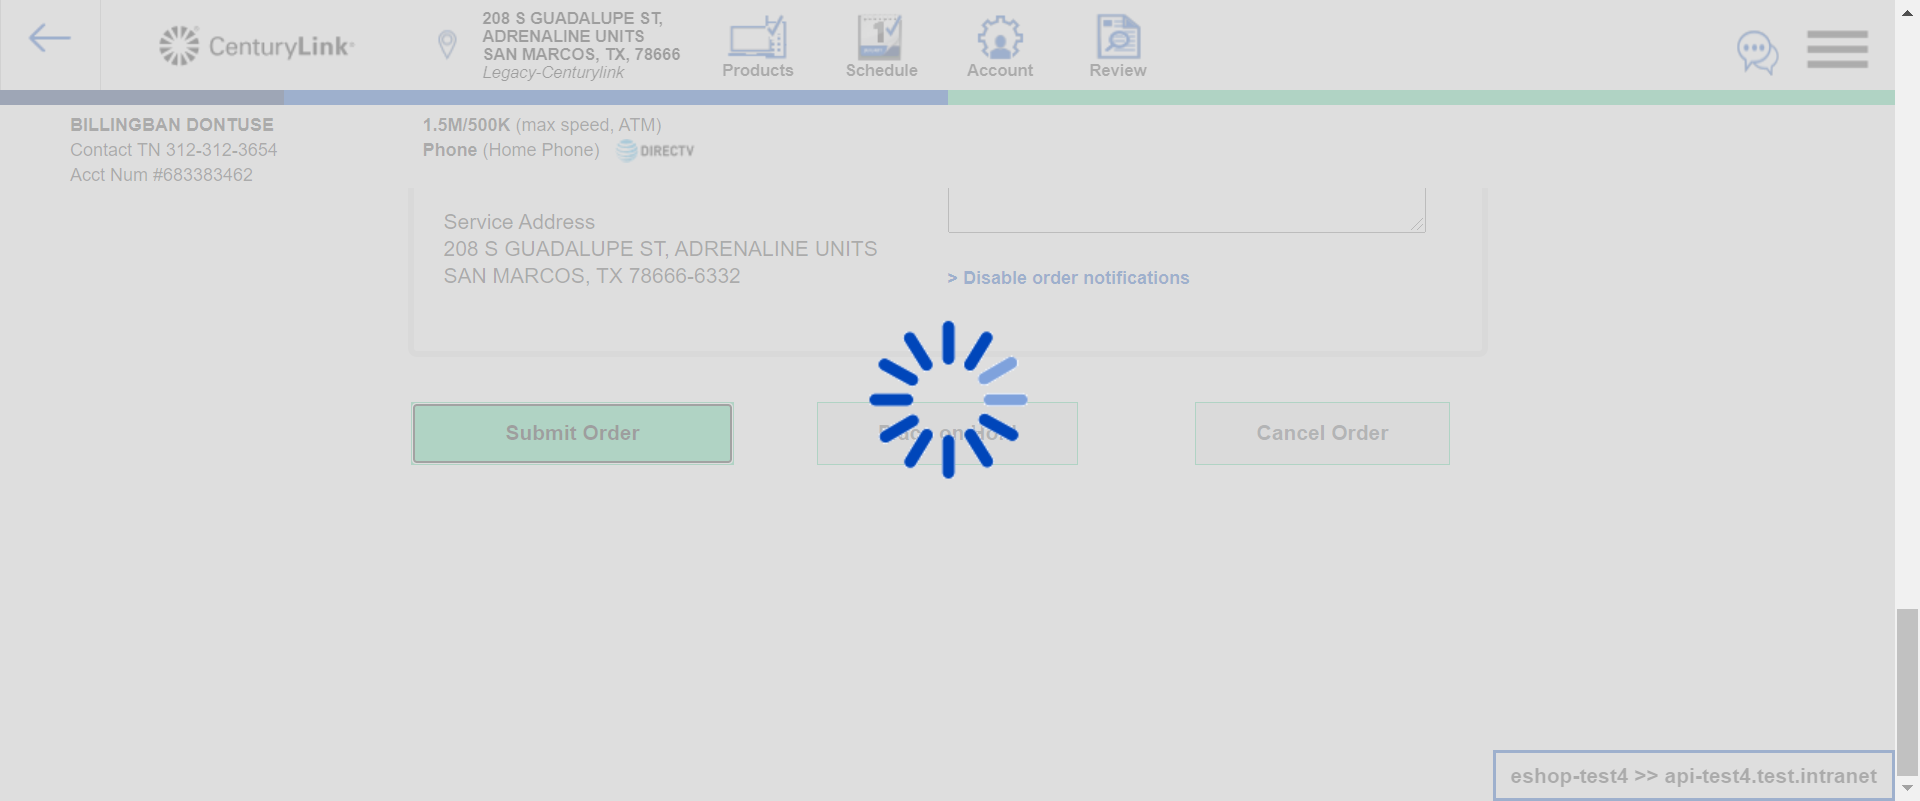 CenturyLink
208 S GUADALUPE ST,
ADRENALINE UNITS
SAN MARCOS, TX, 78666
Legacy-Centurylink
Products
1
Schedule
Account
Review
BILLINGBAN DONTUSE
Contact TN 312-312-3654
Acct Num #683383462
1.5M/500K (max speed, ATM)
Phone (Home Phone) DIRECTV
Service Address
208 S GUADALUPE ST, ADRENALINE UNITS
SAN MARCOS, TX 78666-6332
> Disable order notifications
Submit Order
on
Cancel Order
eshop-test4 >> api-test4.test.intranet